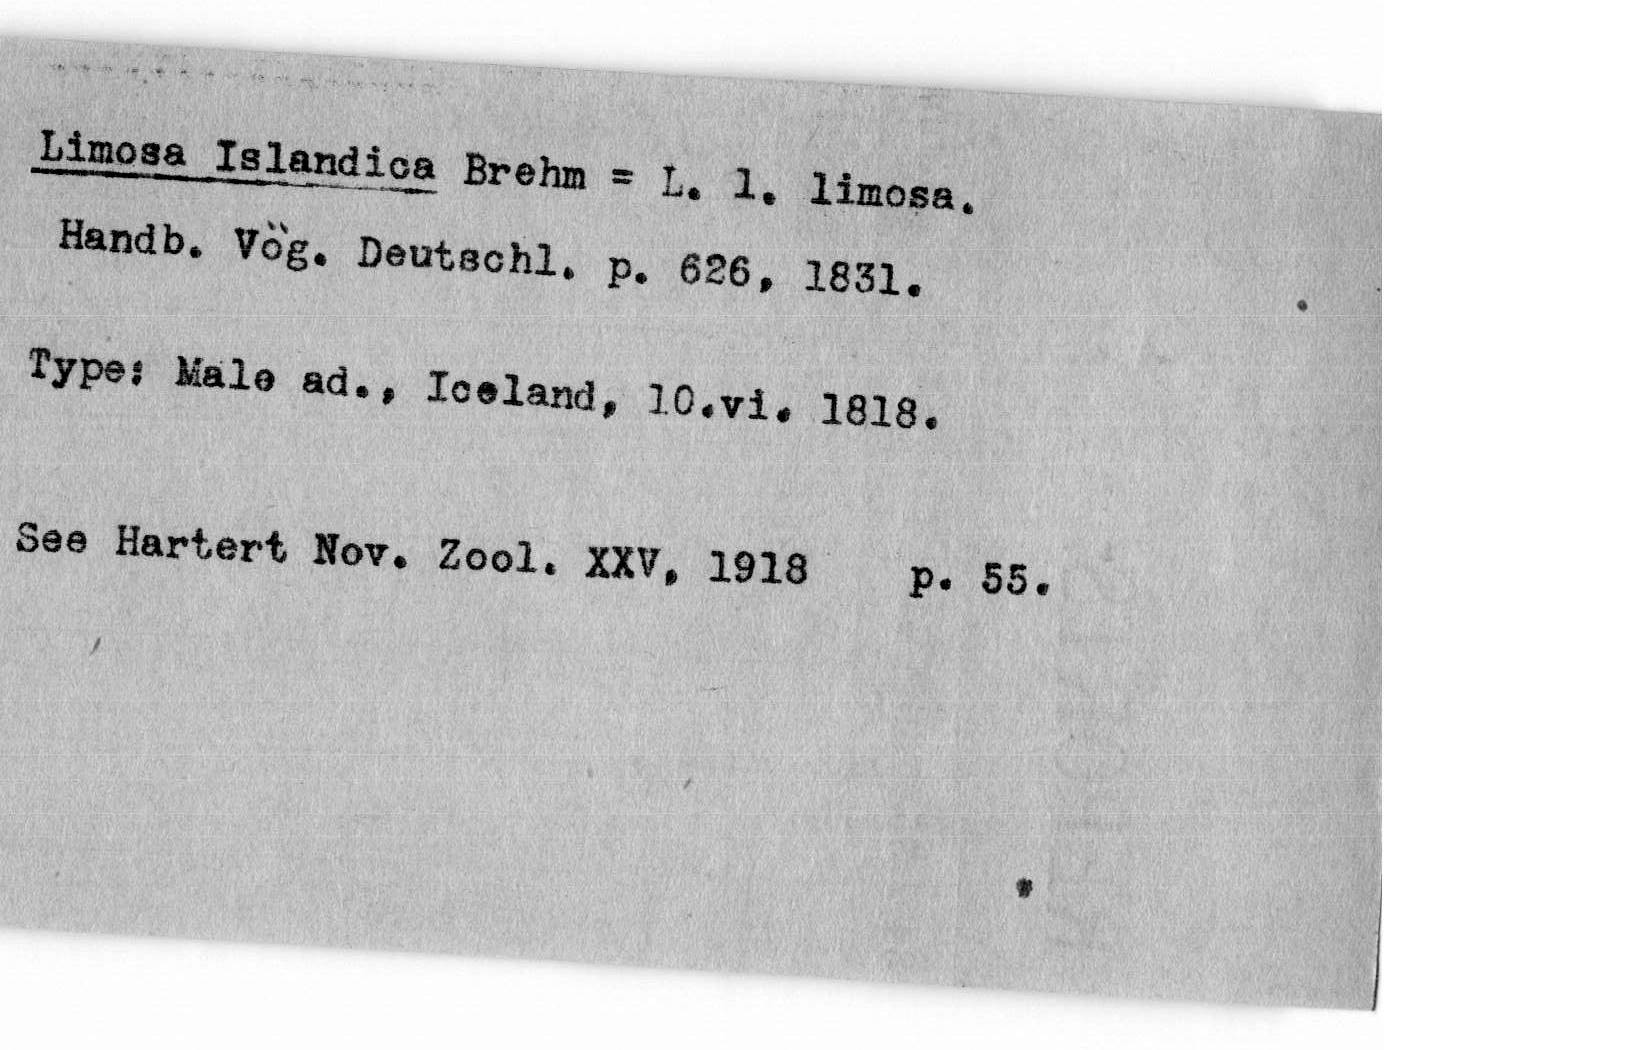 Limosa Islandica Brehm = L. l. limosa.
Handb. Vög. Deutschl. p. 626, 1831.
Type: Male ad., Iceland, 10.vi. 1818.
See Hartert Nov. Zool. XXV, 1918 p. 55.